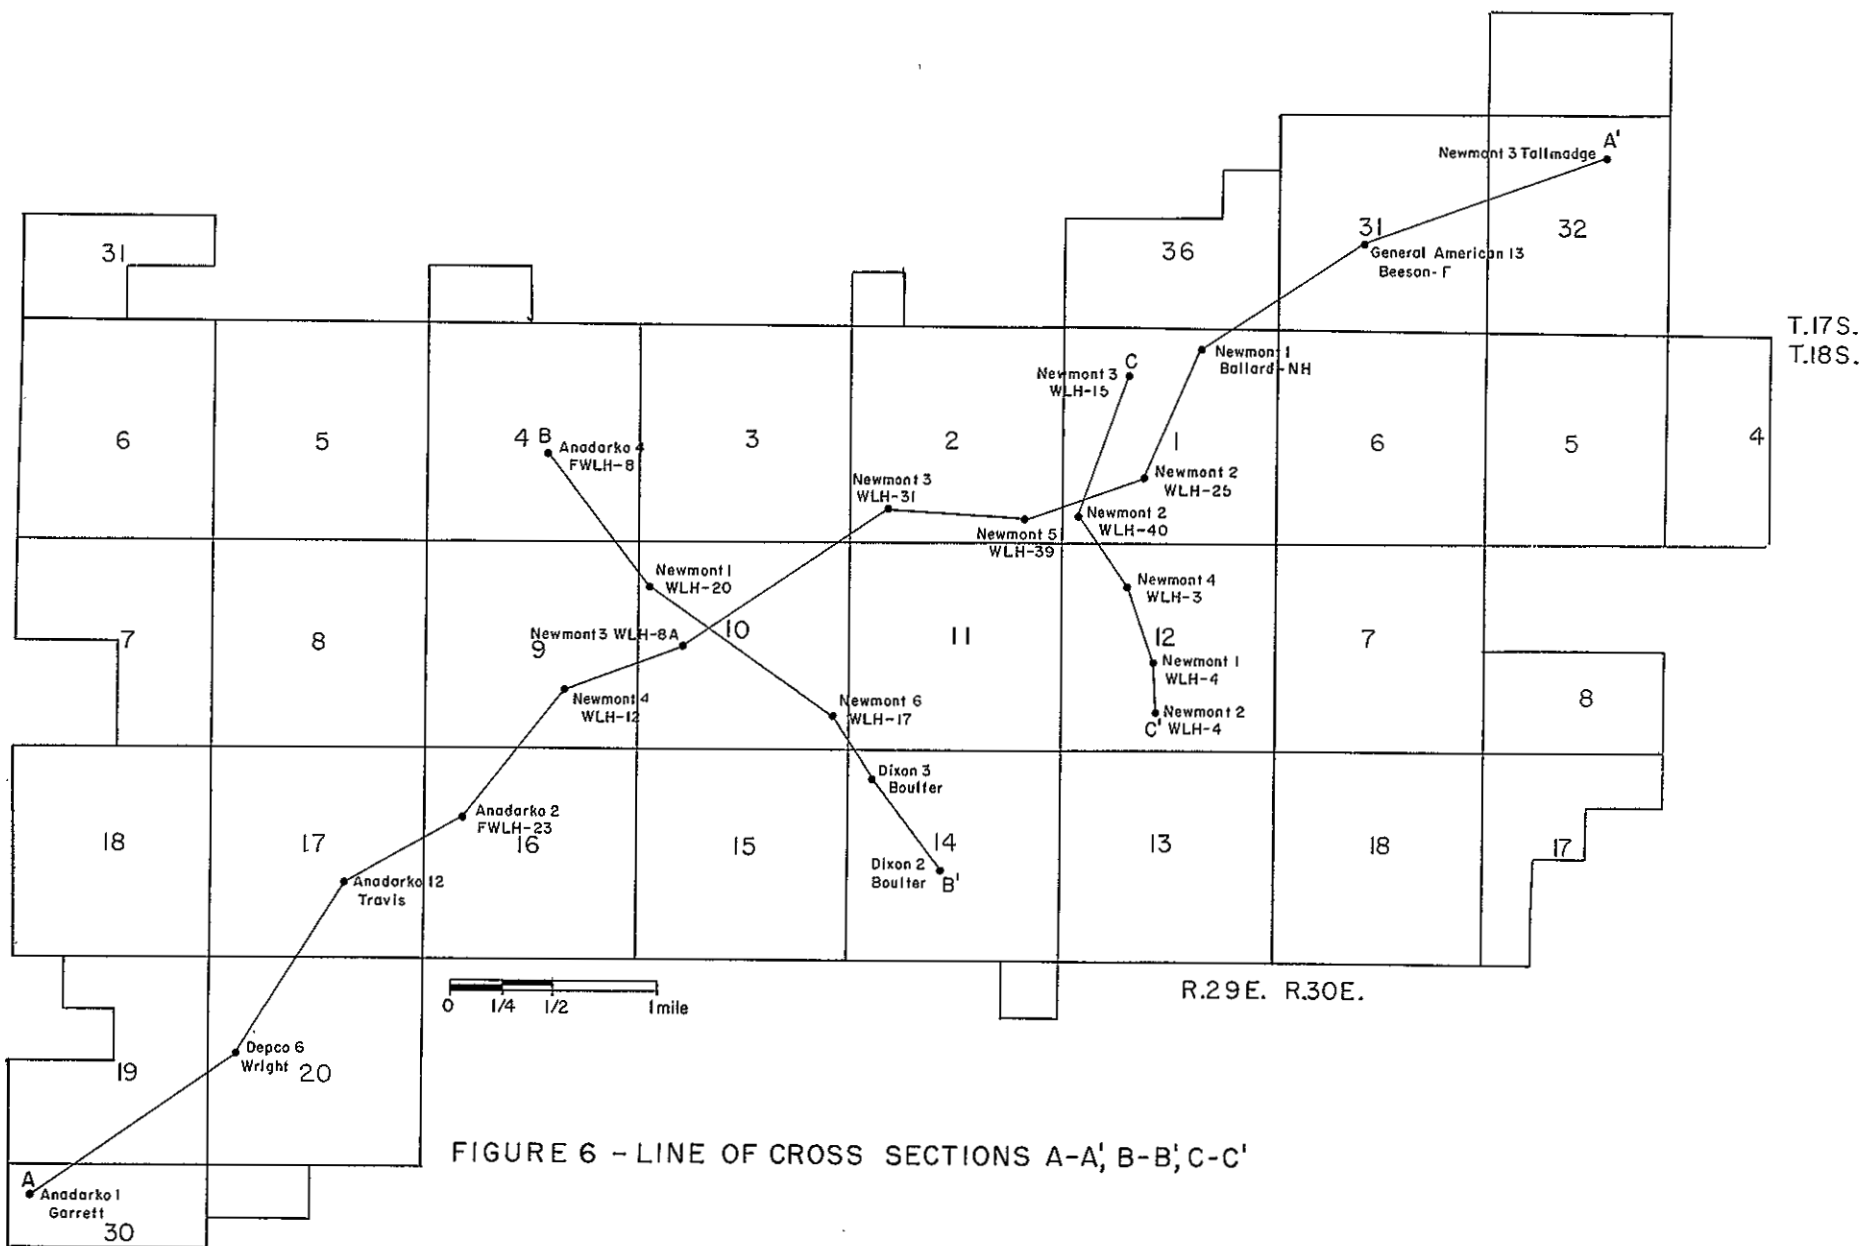 A'
Newmont 3 Tallmadge
31
32
General American 13
Beeson-F
36
31
T.17S.
T.18S.
Newmont 1
Ballard-NH
C
Newmont 3
WLH-15
6
5
4 B
Anadarko 4
FWLH-8
3
2
1
6
5
4
Newmont 3
WLH-31
Newmont 2
WLH-25
Newmont 5
WLH-39
Newmont 2
WLH-40
Newmont 1
WLH-20
Newmont 4
WLH-3
7
8
9
Newmont 3 WLH-8A
10
11
12
7
Newmont 1
WLH-4
Newmont 4
WLH-12
Newmont 6
WLH-17
Newmont 2
C' WLH-4
8
Dixon 3
Boulter
Anadarko 2
FWLH-23
18
17
16
15
14
13
18
17
Dixon 2
Boulter
B'
Anadarko 12
Travis
0 1/4 1/2 1mile
R.29E. R.30E.
Depco 6
Wright
19
20
FIGURE 6 - LINE OF CROSS SECTIONS A-A', B-B', C-C'
A
Anadarko 1
Garrett
30